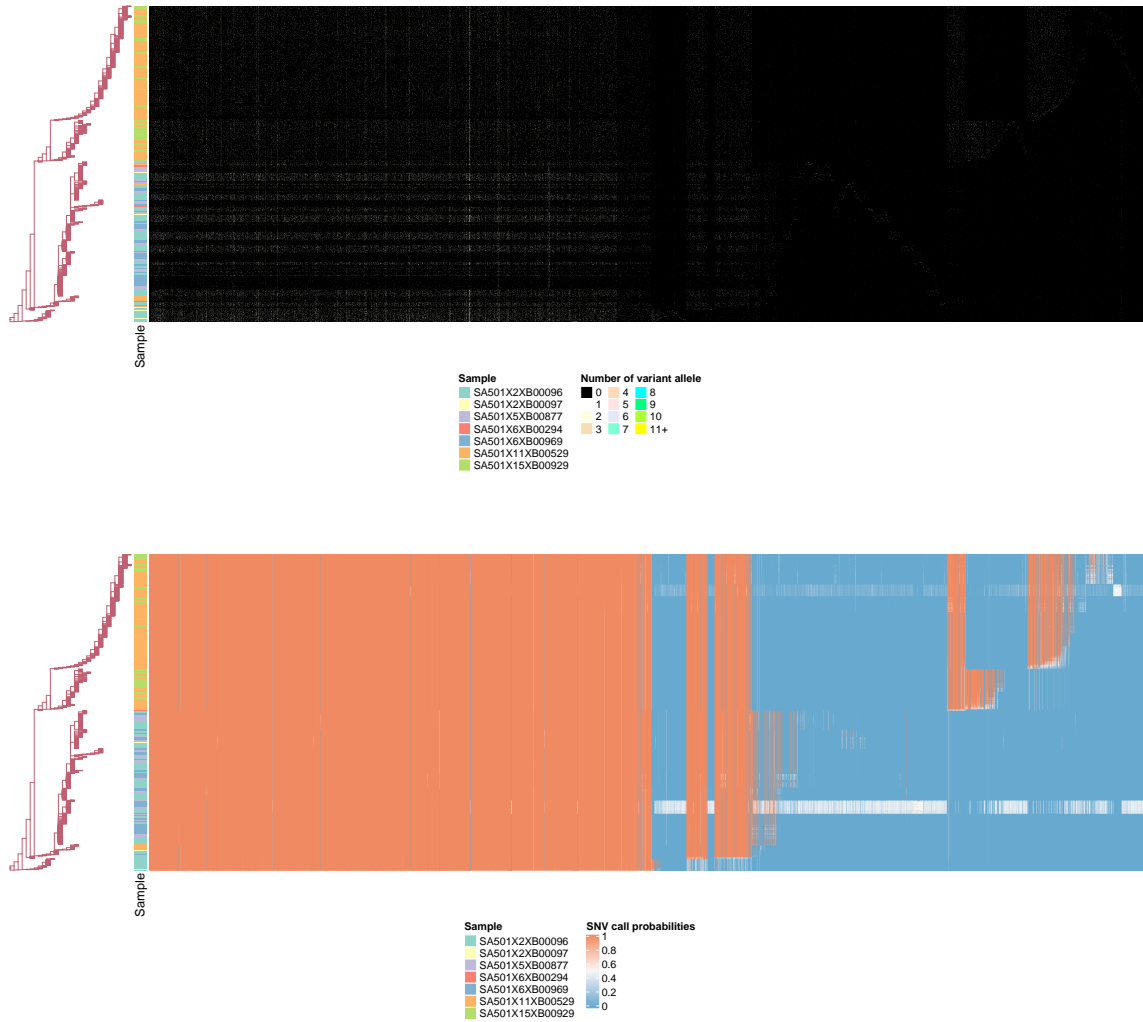 Sample
Sample Number of variant allele
SA501X2XB00096 0 4 8
SA501X2XB00097 1 5 9
SA501X5XB00877 2 6 10
SA501X6XB00294 3 7 11+
SA501X6XB00969
SA501X11XB00529
SA501X15XB00929
Sample
Sample SNV call probabilities
SA501X2XB00096 1
SA501X2XB00097 0.8
SA501X5XB00877 0.6
SA501X6XB00294 0.4
SA501X6XB00969 0.2
SA501X11XB00529 0
SA501X15XB00929